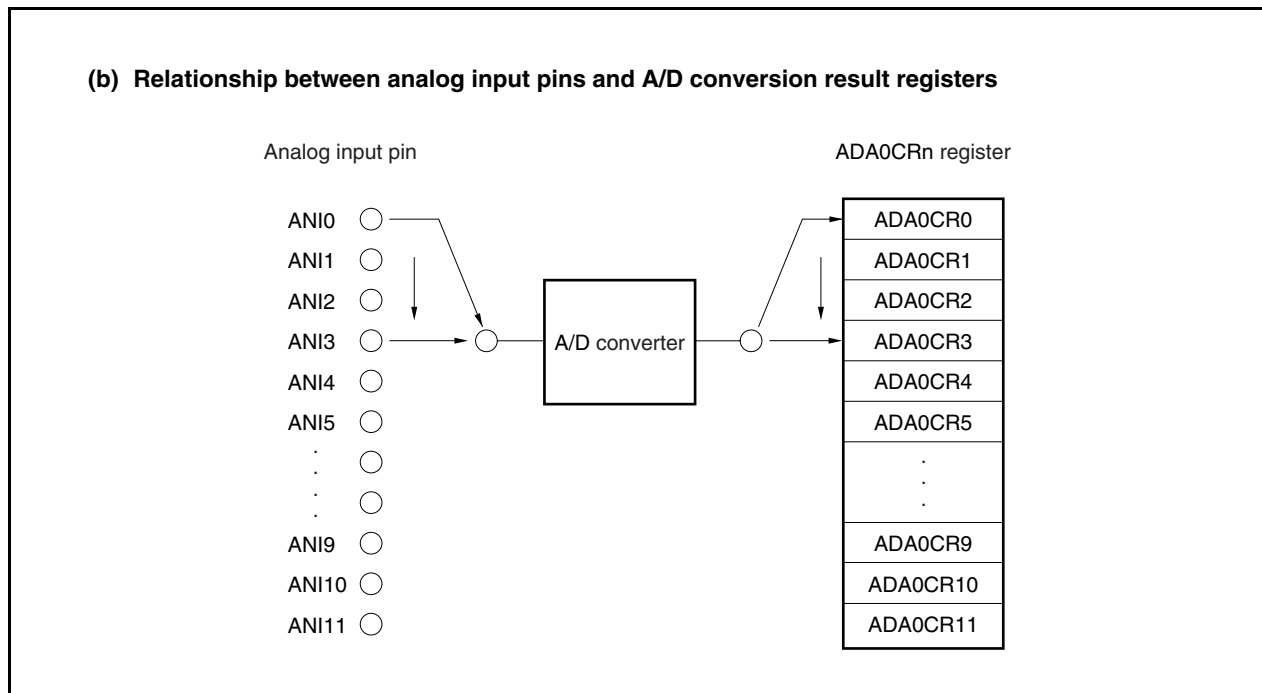 (b) Relationship between analog input pins and A/D conversion result registers
Analog input pin
ADA0CRn register
ANI0
ANI1
ANI2
ANI3
ANI4
ANI5
.
.
.
.
ANI9
ANI10
ANI11
A/D converter
ADA0CR0
ADA0CR1
ADA0CR2
ADA0CR3
ADA0CR4
ADA0CR5
.
.
.
ADA0CR9
ADA0CR10
ADA0CR11